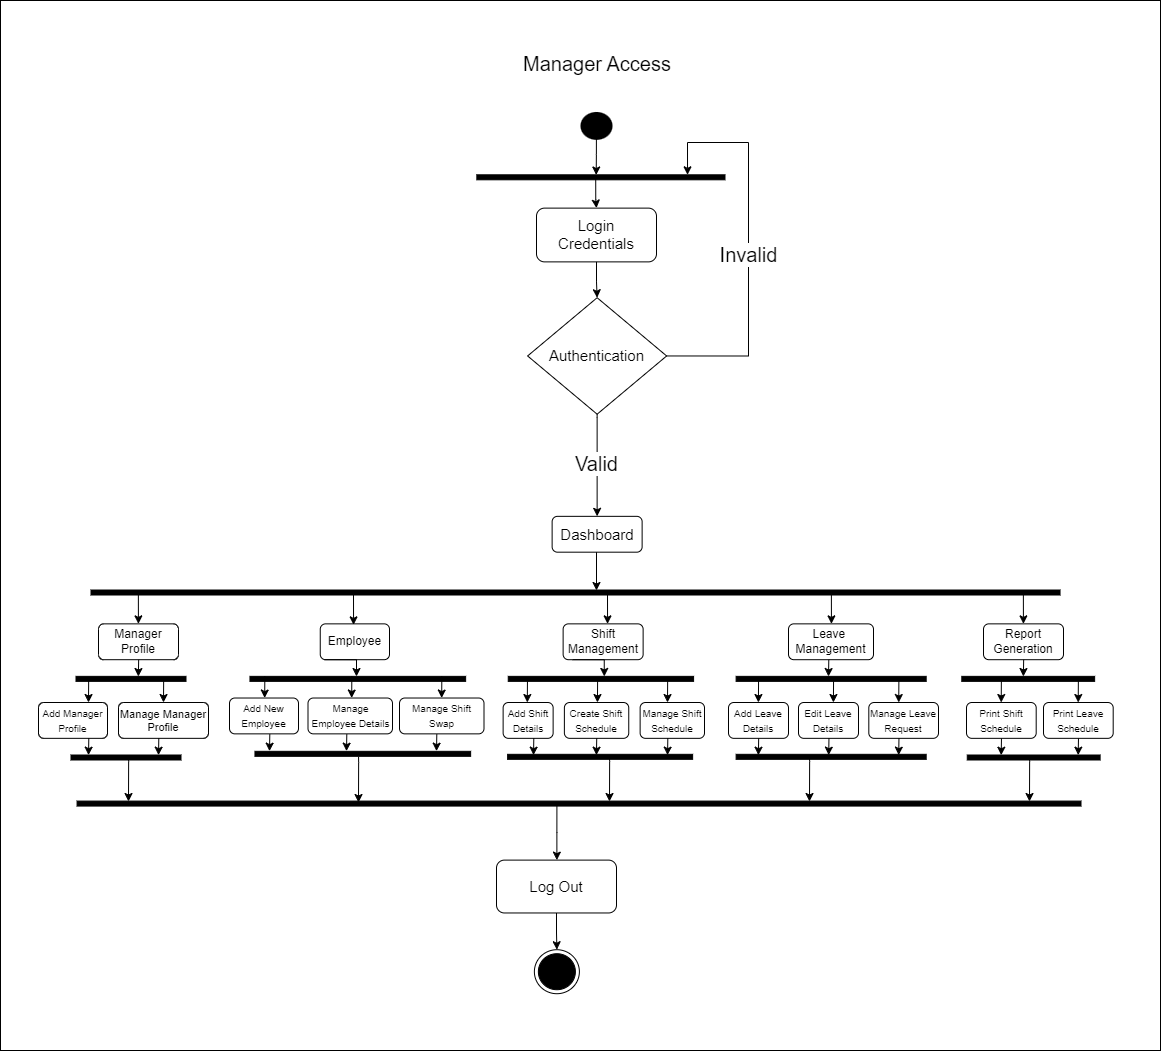 Manager Access
Login
Credentials
Invalid
Authentication
Valid
Dashboard
Manager
Profile
Employee
Shift
Management
Leave
Management
Report
Generation
Add Manager
Profile
Manage Manager
Profile
Add New
Employee
Manage
Employee Details
Manage Shift
Swap
Add Shift
Details
Create Shift
Schedule
Manage Shift
Schedule
Add Leave
Details
Edit Leave
Details
Manage Leave
Request
Print Shift
Schedule
Print Leave
Schedule
Log Out